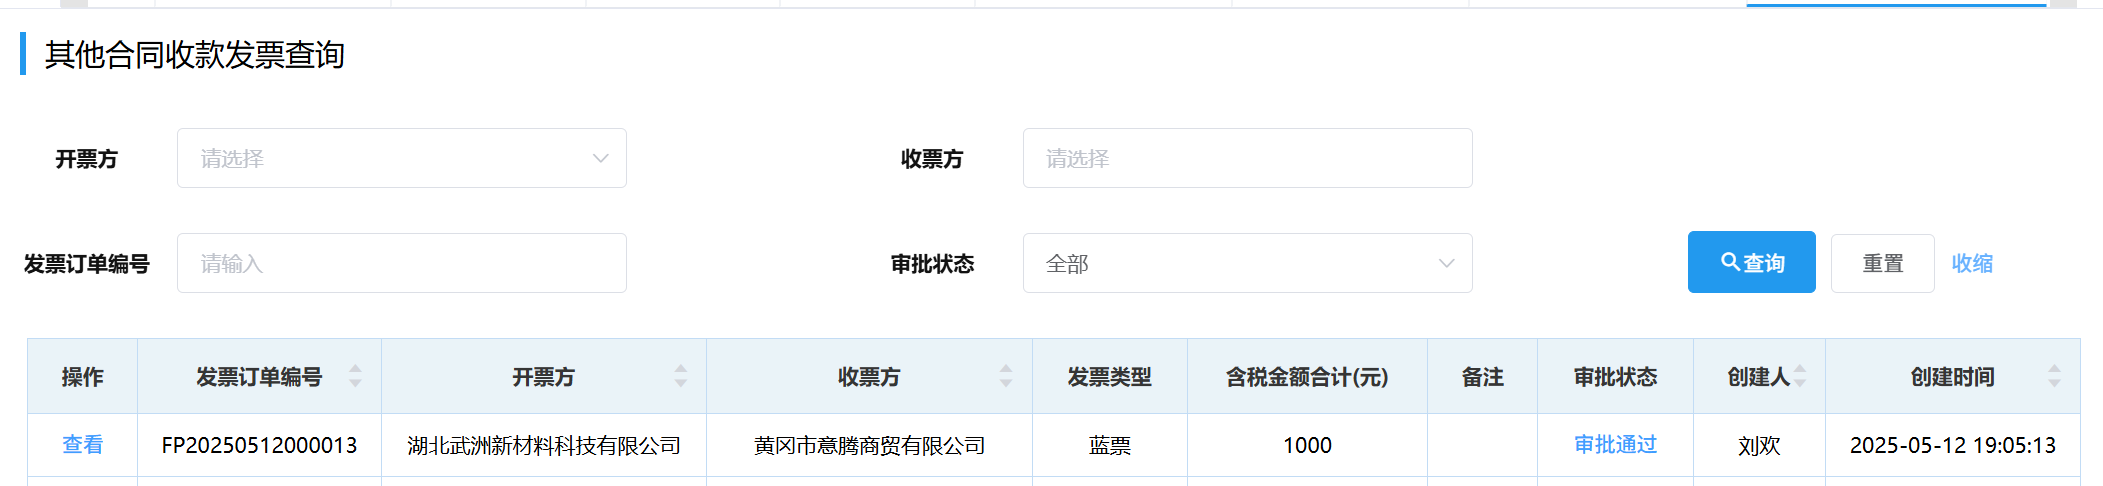 其他合同收款发票查询
开票方 请选择 收票方 请选择
发票订单编号 请输入 审批状态 全部 查询 重置 收缩
操作 发票订单编号 开票方 收票方 发票类型 含税金额合计(元) 备注 审批状态 创建人 创建时间
查看 FP20250512000013 湖北武洲新材料科技有限公司 黄冈市意腾商贸有限公司 蓝票 1000 审批通过 刘欢 2025-05-12 19:05:13